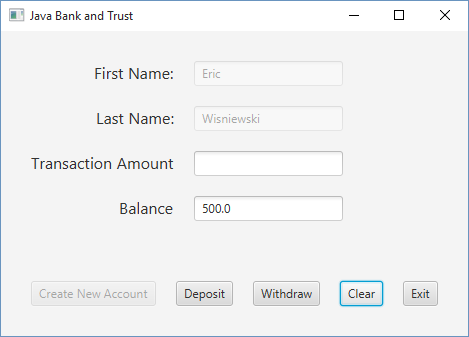 Java Bank and Trust
First Name: Eric
Last Name: Wisniewski
Transaction Amount
Balance 500.0
Create New Account Deposit Withdraw Clear Exit